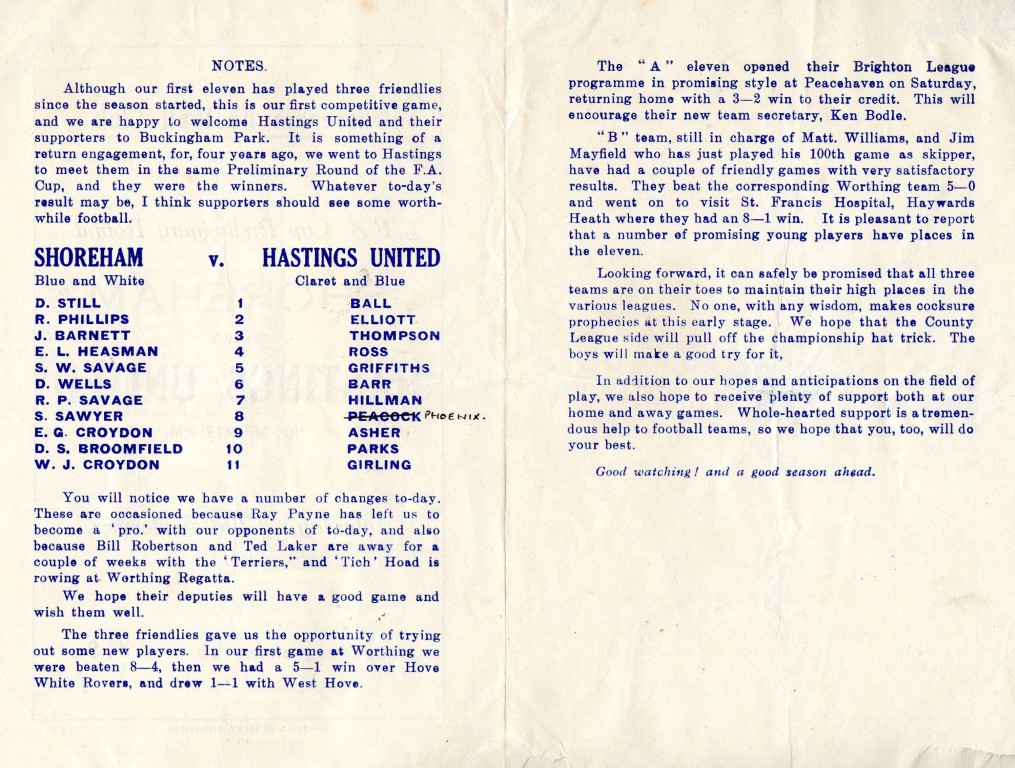 NOTES.
Although our first eleven has played three friendlies
since the season started, this is our first competitive game,
and we are happy to welcome Hastings United and their
supporters to Buckingham Park. It is something of a
return engagement, for, four years ago, we went to Hastings
to meet them in the same Preliminary Round of the F.A.
Cup, and they were the winners. Whatever to-day's
result may be, I think supporters should see some worth-
while football.
SHOREHAM v. HASTINGS UNITED
Blue and White Claret and Blue
D. STILL 1 BALL
R. PHILLIPS 2 ELLIOTT
J. BARNETT 3 THOMPSON
E. L. HEASMAN 4 ROSS
S. W. SAVAGE 5 GRIFFITHS
D. WELLS 6 BARR
R. P. SAVAGE 7 HILLMAN
S. SAWYER 8 PEACOCK PHOENIX.
E. G. CROYDON 9 ASHER
D. S. BROOMFIELD 10 PARKS
W. J. CROYDON 11 GIRLING
You will notice we have a number of changes to-day.
These are occasioned because Ray Payne has left us to
become a 'pro.' with our opponents of to-day, and also
because Bill Robertson and Ted Laker are away for a
couple of weeks with the 'Terriers," and 'Tich' Hoad is
rowing at Worthing Regatta.
We hope their deputies will have a good game and
wish them well.
The three friendlies gave us the opportunity of trying
out some new players. In our first game at Worthing we
were beaten 8—4, then we had a 5—1 win over Hove
White Rovers, and drew 1—1 with West Hove.
The "A" eleven opened their Brighton League
programme in promising style at Peacehaven on Saturday,
returning home with a 3—2 win to their credit. This will
encourage their new team secretary, Ken Bodle.
"B" team, still in charge of Matt. Williams, and Jim
Mayfield who has just played his 100th game as skipper,
have had a couple of friendly games with very satisfactory
results. They beat the corresponding Worthing team 5—0
and went on to visit St. Francis Hospital, Haywards
Heath where they had an 8—1 win. It is pleasant to report
that a number of promising young players have places in
the eleven.
Looking forward, it can safely be promised that all three
teams are on their toes to maintain their high places in the
various leagues. No one, with any wisdom, makes cocksure
prophecies at this early stage. We hope that the County
League side will pull off the championship hat trick. The
boys will make a good try for it,
In addition to our hopes and anticipations on the field of
play, we also hope to receive plenty of support both at our
home and away games. Whole-hearted support is a tremen-
dous help to football teams, so we hope that you, too, will do
your best.
Good watching! and a good season ahead.